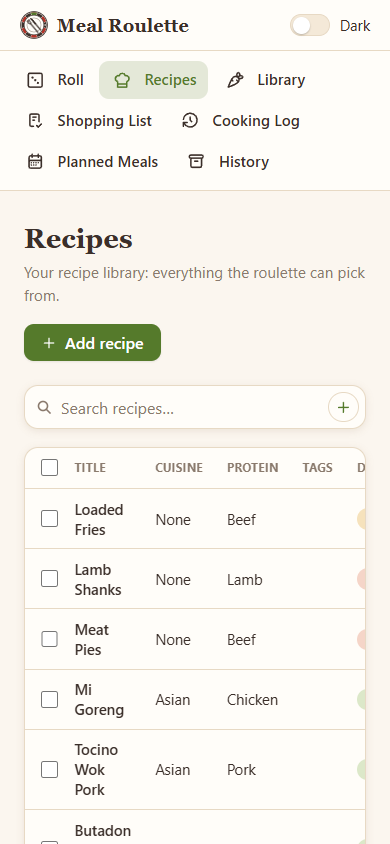 Meal Roulette
Dark
Roll
Recipes
Library
Shopping List
Cooking Log
Planned Meals
History
Recipes
Your recipe library: everything the roulette can pick
from.
+ Add recipe
Search recipes...
TITLE CUISINE PROTEIN TAGS D
Loaded
Fries
None
Beef
Lamb
Shanks
None
Lamb
Meat
Pies
None
Beef
Mi
Goreng
Asian
Chicken
Tocino
Wok
Pork
Asian
Pork
Butadon